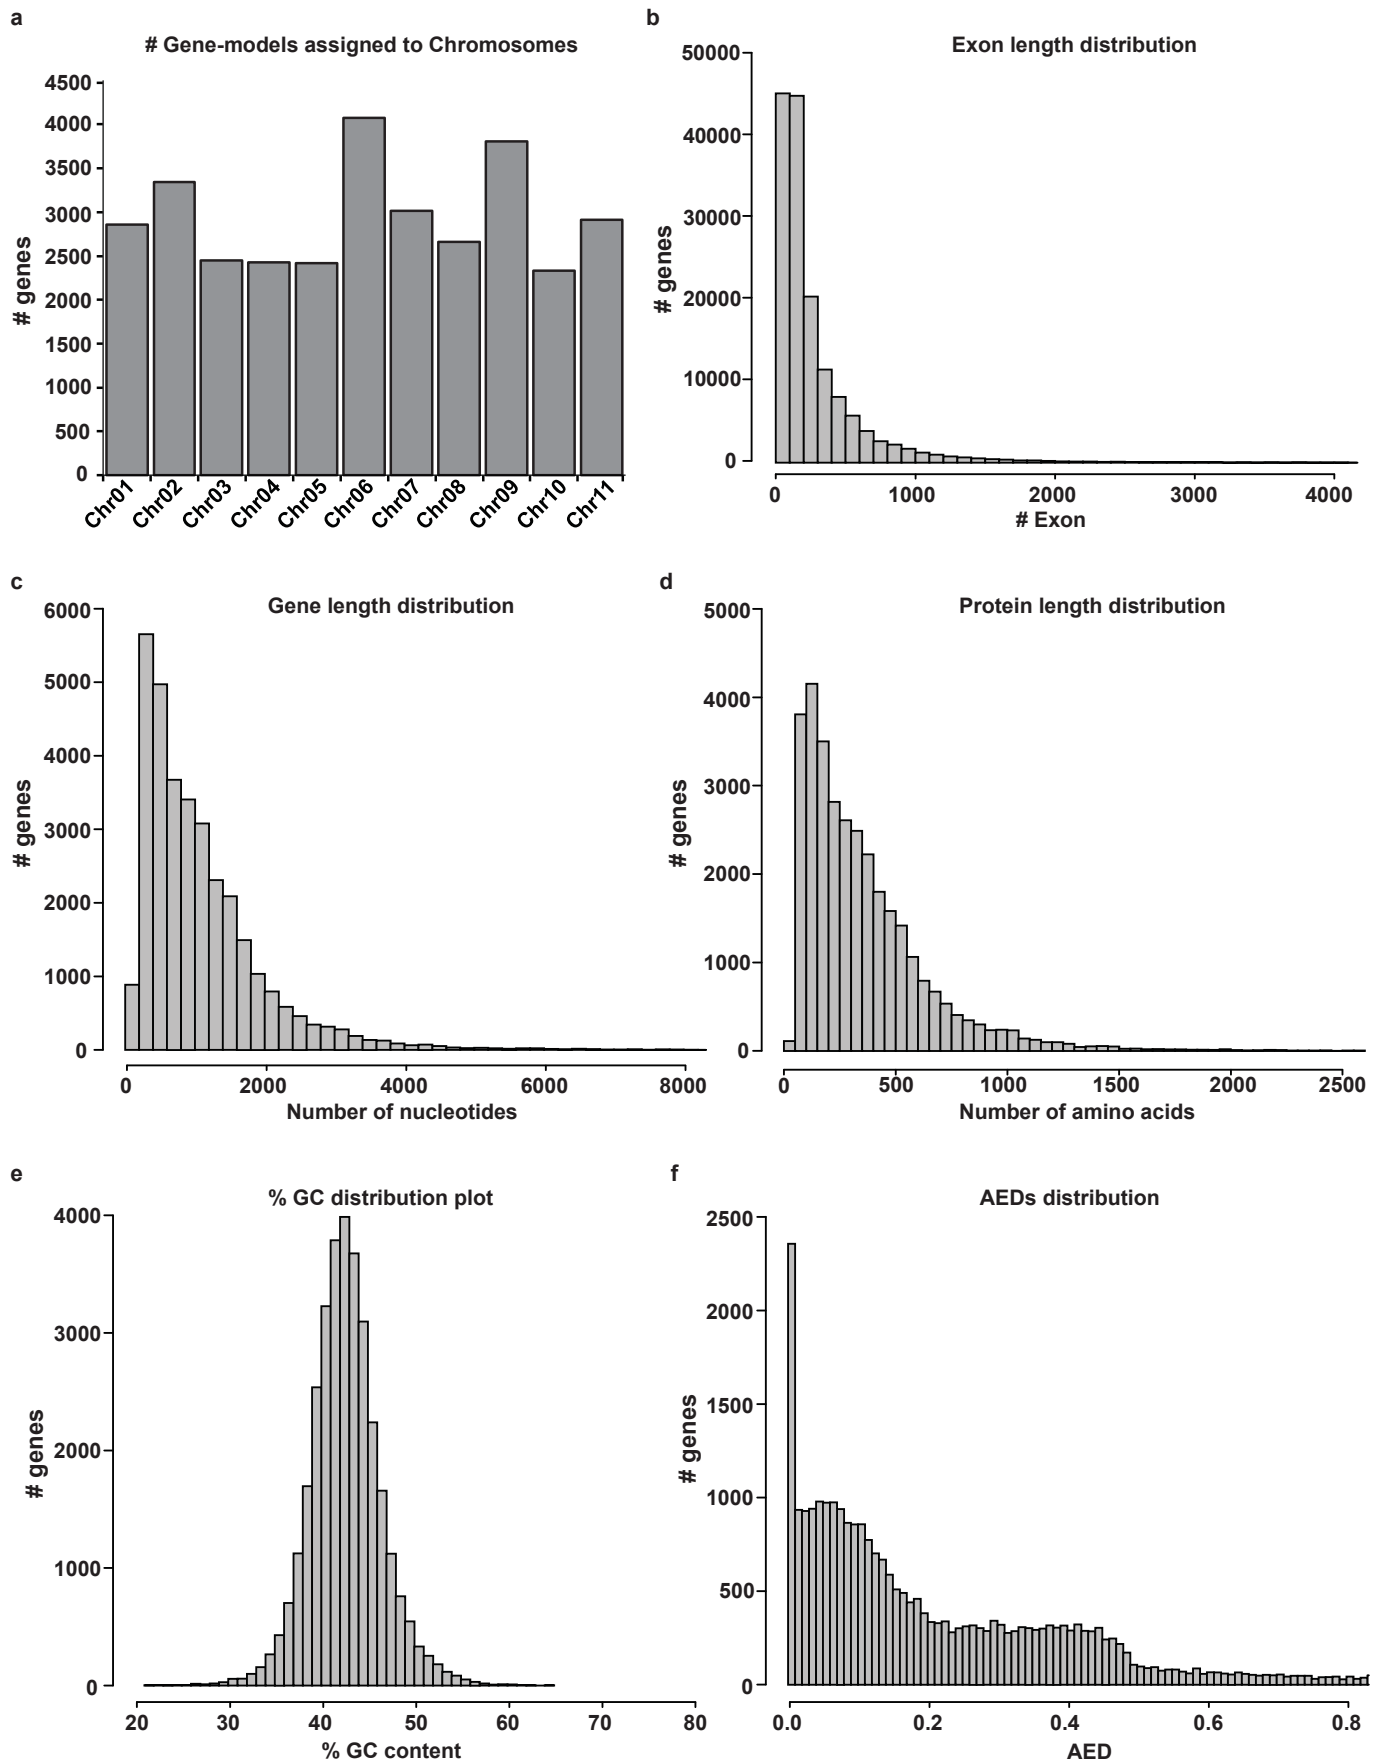 a
# Gene-models assigned to Chromosomes
4500
4000
3500
3000
2500
2000
1500
1000
500
0
# genes
Chr01
Chr02
Chr03
Chr04
Chr05
Chr06
Chr07
Chr08
Chr09
Chr10
Chr11
b
Exon length distribution
50000
40000
30000
20000
10000
0
# genes
0 1000 2000 3000 4000
# Exon
c
Gene length distribution
6000
5000
4000
3000
2000
1000
0
# genes
0 2000 4000 6000 8000
Number of nucleotides
d
Protein length distribution
5000
4000
3000
2000
1000
0
# genes
0 500 1000 1500 2000 2500
Number of amino acids
e
% GC distribution plot
4000
3000
2000
1000
0
# genes
20 30 40 50 60 70 80
% GC content
f
AEDs distribution
2500
2000
1500
1000
500
0
# genes
0.0 0.2 0.4 0.6 0.8
AED